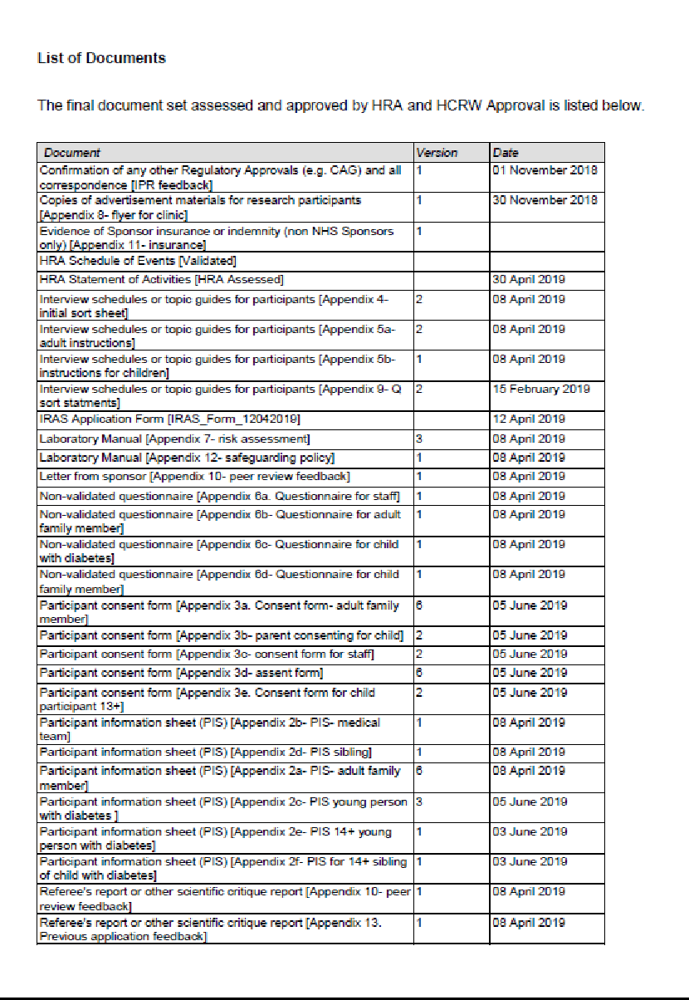 List of Documents
The final document set assessed and approved by HRA and HCRW Approval is listed below.
Document Version Date
Confirmation of any other Regulatory Approvals (e.g. CAG) and all 1 01 November 2018
correspondence [IPR feedback]
Copies of advertisement materials for research participants 1 30 November 2018
[Appendix 8- flyer for clinic]
Evidence of Sponsor insurance or indemnity (non NHS Sponsors 1
only) [Appendix 11- insurance]
HRA Schedule of Events [Validated]
HRA Statement of Activities [HRA Assessed] 30 April 2019
Interview schedules or topic guides for participants [Appendix 4- 2 08 April 2019
initial sort sheet]
Interview schedules or topic guides for participants [Appendix 5a- 2 08 April 2019
adult instructions]
Interview schedules or topic guides for participants [Appendix 5b- 1 08 April 2019
instructions for children]
Interview schedules or topic guides for participants [Appendix 9- Q 2 15 February 2019
sort statments]
IRAS Application Form [IRAS_Form_12042019] 12 April 2019
Laboratory Manual [Appendix 7- risk assessment] 3 08 April 2019
Laboratory Manual [Appendix 12- safeguarding policy] 1 08 April 2019
Letter from sponsor [Appendix 10- peer review feedback] 1 08 April 2019
Non-validated questionnaire [Appendix 6a. Questionnaire for staff] 1 08 April 2019
Non-validated questionnaire [Appendix 6b- Questionnaire for adult 1 08 April 2019
family member]
Non-validated questionnaire [Appendix 6c- Questionnaire for child 1 08 April 2019
with diabetes]
Non-validated questionnaire [Appendix 6d- Questionnaire for child 1 08 April 2019
family member]
Participant consent form [Appendix 3a. Consent form- adult family 6 05 June 2019
member]
Participant consent form [Appendix 3b- parent consenting for child] 2 05 June 2019
Participant consent form [Appendix 3c- consent form for staff] 2 05 June 2019
Participant consent form [Appendix 3d- assent form] 6 05 June 2019
Participant consent form [Appendix 3e. Consent form for child 2 05 June 2019
participant 13+]
Participant information sheet (PIS) [Appendix 2b- PIS- medical 1 08 April 2019
team]
Participant information sheet (PIS) [Appendix 2d- PIS sibling] 1 08 April 2019
Participant information sheet (PIS) [Appendix 2a- PIS- adult family 6 08 April 2019
member]
Participant information sheet (PIS) [Appendix 2c- PIS young person 3 05 June 2019
with diabetes ]
Participant information sheet (PIS) [Appendix 2e- PIS 14+ young 1 03 June 2019
person with diabetes]
Participant information sheet (PIS) [Appendix 2f- PIS for 14+ sibling 1 03 June 2019
of child with diabetes]
Referee's report or other scientific critique report [Appendix 10- peer 1 08 April 2019
review feedback]
Referee's report or other scientific critique report [Appendix 13. 1 08 April 2019
Previous application feedback]